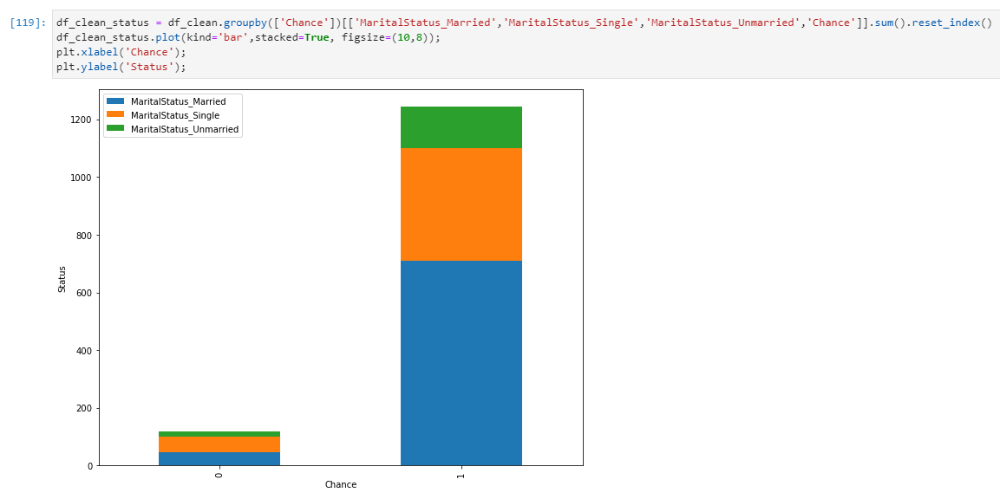 [119]: df_clean_status = df_clean.groupby(['Chance'])[['MaritalStatus_Married','MaritalStatus_Single','MaritalStatus_Unmarried','Chance']].sum().reset_index()
df_clean_status.plot(kind='bar',stacked=True, figsize=(10,8));
plt.xlabel('Chance');
plt.ylabel('Status');
MaritalStatus_Married
MaritalStatus_Single
MaritalStatus_Unmarried
1200
1000
800
600
400
200
0
Status
0
1
Chance